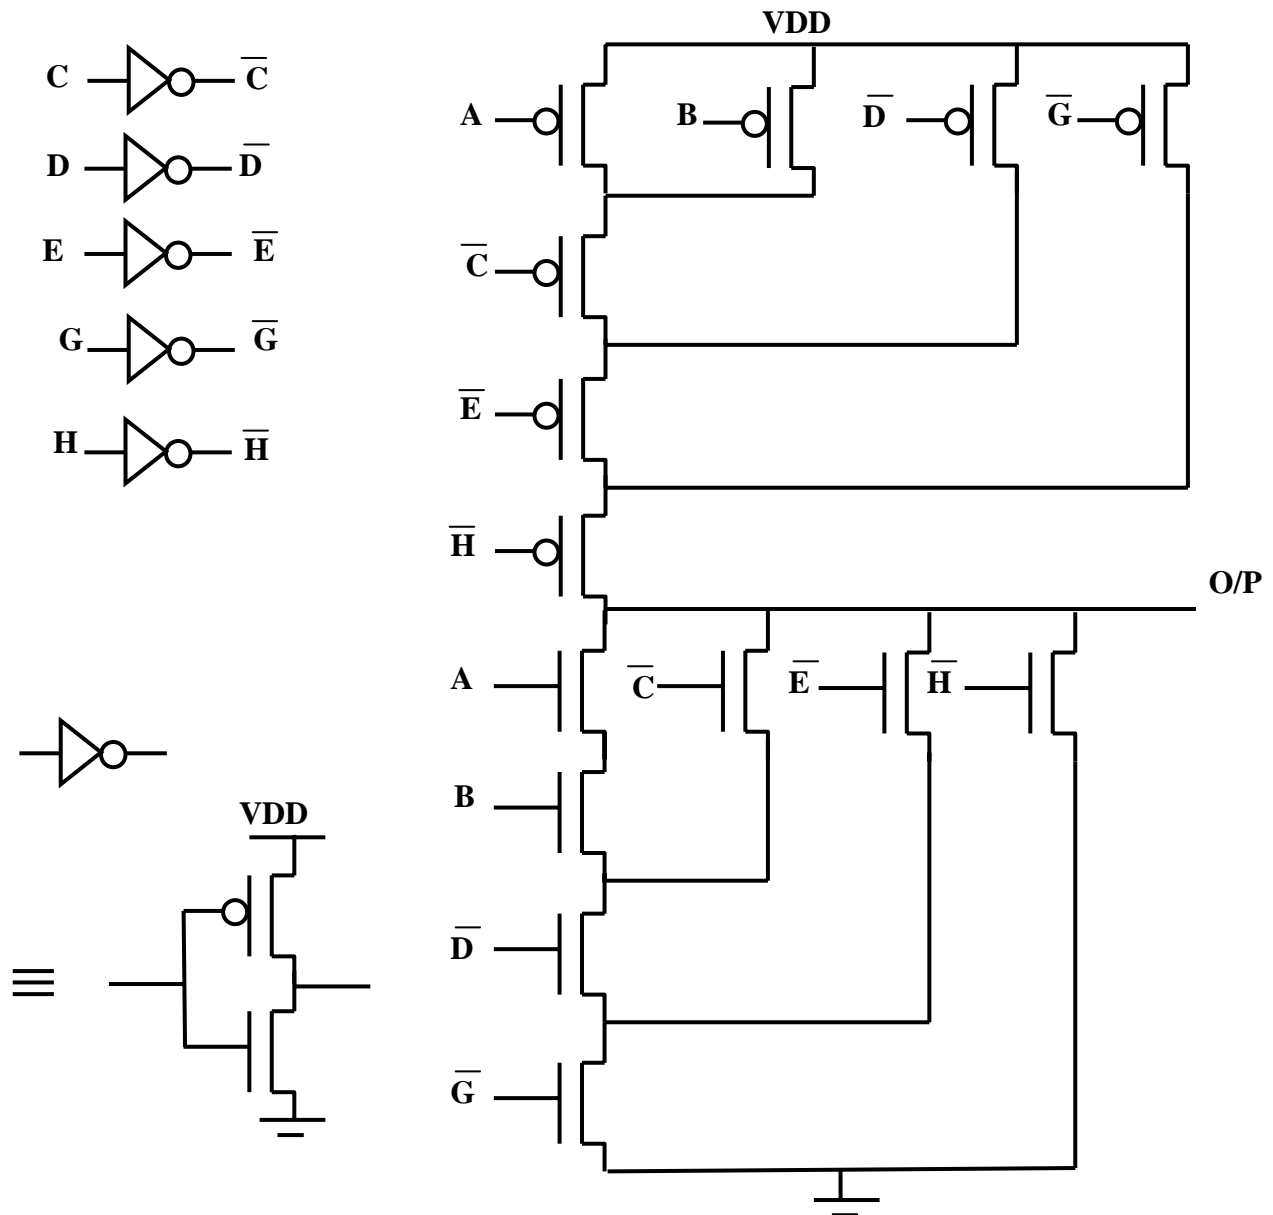 VDD
C C̅
A B D̅ G̅
D D̅
E E̅
C̅
G G̅
E̅
H H̅
H̅
O/P
A C̅ E̅ H̅
B
VDD
D̅
G̅